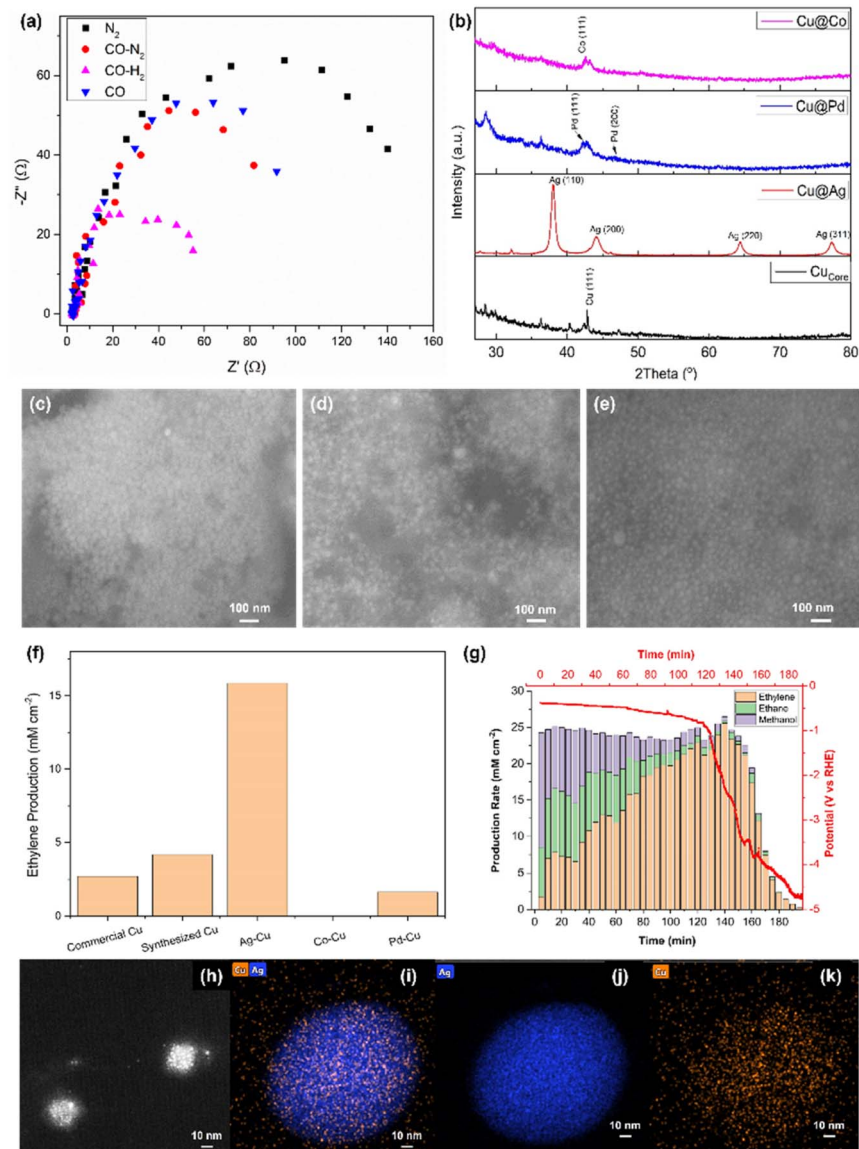 (a)
N₂
CO-N₂
CO-H₂
CO
60
40
20
0
-Z" (Ω)
0 20 40 60 80 100 120 140 160
Z' (Ω)
(b)
Cu@Co
Co (111)
Cu@Pd
Pd (111)
Pd (200)
Cu@Ag
Ag (110)
Ag (200)
Ag (220)
Ag (311)
CuCore
Cu (111)
Intensity (a.u.)
30 40 50 60 70 80
2Theta (°)
(c)
100 nm
(d)
100 nm
(e)
100 nm
(f)
15
10
5
0
Ethylene Production (mM cm⁻²)
Commercial Cu
Synthesized Cu
Ag-Cu
Co-Cu
Pd-Cu
(g)
Time (min)
0 20 40 60 80 100 120 140 160 180
Ethylene
Ethano
Methanol
30
25
20
15
10
5
0
Production Rate (mM cm⁻²)
0
-1
-2
-3
-4
-5
Potential (V vs RHE)
0 20 40 60 80 100 120 140 160 180
Time (min)
(h)
10 nm
Cu Ag
(i)
10 nm
Ag
(j)
10 nm
Cu
(k)
10 nm